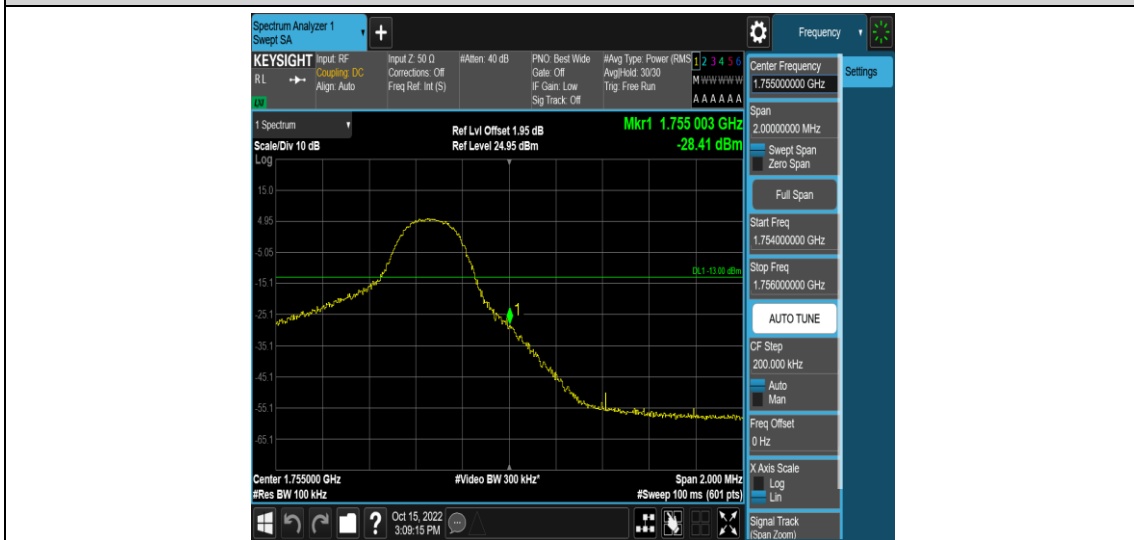 Spectrum Analyzer 1
Swept SA
+
Frequency
KEYSIGHT
RL
Input: RF
Coupling: DC
Align: Auto
Input Z: 50 Ω
Corrections: Off
Freq Ref: Int (S)
#Atten: 40 dB
PNO: Best Wide
Gate: Off
IF Gain: Low
Sig Track: Off
#Avg Type: Power (RMS
Avg|Hold: 30/30
Trig: Free Run
1 2 3 4 5 6
M W W W W W
A A A A A A
1 Spectrum
Scale/Div 10 dB
Ref Lvl Offset 1.95 dB
Ref Level 24.95 dBm
Mkr1 1.755 003 GHz
-28.41 dBm
Log
15.0
4.95
-5.05
-15.1
-25.1
-35.1
-45.1
-55.1
-65.1
DL1 -13.00 dBm
1
Center 1.755000 GHz
#Res BW 100 kHz
#Video BW 300 kHz*
Span 2.000 MHz
#Sweep 100 ms (601 pts)
Center Frequency
1.755000000 GHz
Settings
Span
2.00000000 MHz
Swept Span
Zero Span
Full Span
Start Freq
1.754000000 GHz
Stop Freq
1.756000000 GHz
AUTO TUNE
CF Step
200.000 kHz
Auto
Man
Freq Offset
0 Hz
X Axis Scale
Log
Lin
Signal Track
(Span Zoom)
?
Oct 15, 2022
3:09:15 PM